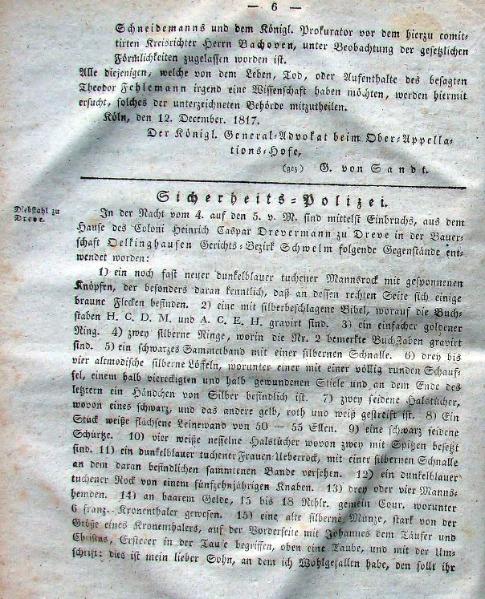 — 6 —
Schneidemanns und dem Königl. Prokurator vor dem hierzu comit-
tirten Kreisrichter Herrn Bachoven, unter Beobachtung der gesetzlichen
Förmlichkeiten zugelassen worden ist.
Alle diejenigen, welche von dem Leben, Tod, oder Aufenthalte des besagten
Theodor Fehlemann irgend eine Wissenschaft haben möchten, werden hiermit
ersucht, solches der unterzeichneten Behörde mitzutheilen.
Köln, den 12. December. 1817.
Der Königl. General-Advokat beim Ober-Appella-
tions-Hofe,
(gez) G. von Sandt.
Sicherheits-Polizei.
Diebstahl zu
Dreve.
In der Nacht vom 4. auf den 5. v. M. sind mittelst Einbruchs, aus dem
Hause des Coloni Heinrich Caspar Drevermann zu Dreve in der Bauer-
schaft Oelkinghausen Gerichts-Bezirk Schwelm folgende Gegenstände ent-
wendet worden:
1) ein noch fast neuer dunkelblauer tuchener Mannsrock mit gesponnenen
Knöpfen, der besonders daran kenntlich, daß an dessen rechten Seite sich einige
braune Flecken befinden. 2) eine mit silberbeschlagene Bibel, worauf die Buch-
staben H. C. D. M und A. C. E. H. gravirt sind. 3) ein einfacher goldener
Ring. 4) zwey silberne Ringe, worin die Nr. 2 bemerkte Buchstaben gravirt
sind. 5) ein schwarzes Sammetband mit einer silbernen Schnalle. 6) drey bis
vier altmodische silberne Löffeln, worunter einer mit einer völlig runden Schauf-
fel, einem halb viereckigten und halb gewundenen Stiele und an dem Ende des
letztern ein Händchen von Silber befindlich ist. 7) zwey seidene Halstücher,
wovon eines schwarz, und das andere gelb, roth und weiß gestreift ist. 8) Ein
Stück weiße flächsene Leinewand von 50 — 55 Ellen. 9) eine schwarz seidene
Schürze. 10) vier weiße nesselne Halstücher wovon zwey mit Spitzen besetzt
sind. 11) ein dunkelblauer tuchener Frauen Ueberrock, mit einer silbernen Schnalle
an dem daran befindlichen sammtenen Bande versehen. 12) ein dunkelblauer
tuchener Rock von einem fünfzehnjährigen Knaben. 13) drey oder vier Manns-
hemden. 14) an baarem Gelde, 15 bis 18 Rthlr. gemein Cour. worunter
6 franz. Kronenthaler gewesen. 15) eine alte silberne Münze, stark von der
Größe eines Kronenthalers, auf der Vorderseite mit Johannes dem Täufer und
Christus, Ersterer in der Taufe begriffen, oben eine Taube, und mit der Um-
schrift: dies ist mein lieber Sohn, an dem ich Wohlgefallen habe, den sollt ihr